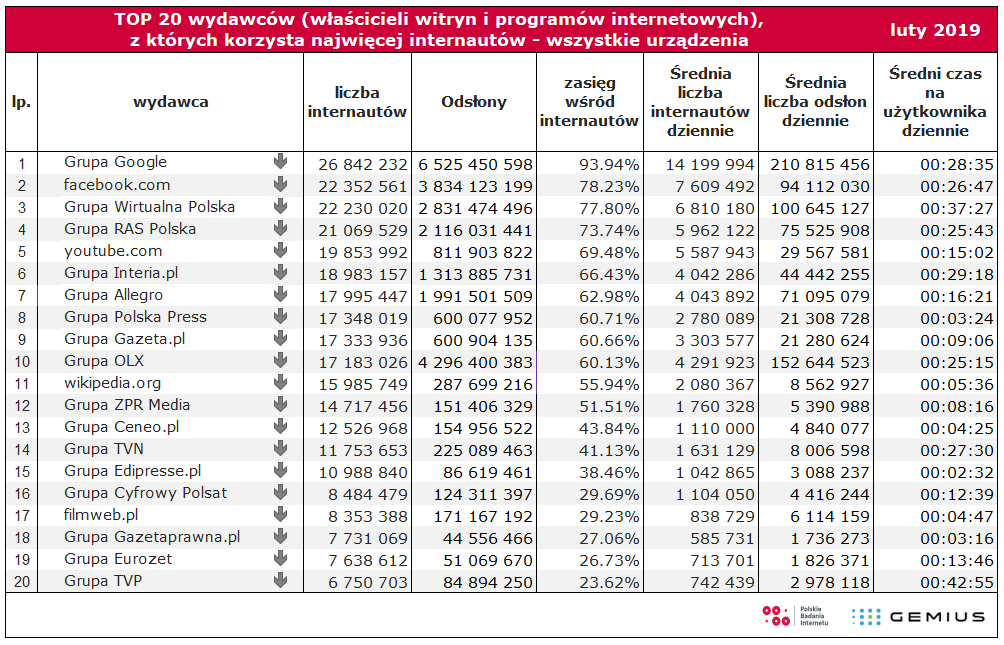 TOP 20 wydawców (właścicieli witryn i programów internetowych),
z których korzysta najwięcej internautów - wszystkie urządzenia
luty 2019
lp.
wydawca
liczba
internautów
Odsłony
zasięg
wśród
internautów
Średnia
liczba
internautów
dziennie
Średnia
liczba odsłon
dziennie
Średni czas
na
użytkownika
dziennie
1 Grupa Google 26 842 232 6 525 450 598 93.94% 14 199 994 210 815 456 00:28:35
2 facebook.com 22 352 561 3 834 123 199 78.23% 7 609 492 94 112 030 00:26:47
3 Grupa Wirtualna Polska 22 230 020 2 831 474 496 77.80% 6 810 180 100 645 127 00:37:27
4 Grupa RAS Polska 21 069 529 2 116 031 441 73.74% 5 962 122 75 525 908 00:25:43
5 youtube.com 19 853 992 811 903 822 69.48% 5 587 943 29 567 581 00:15:02
6 Grupa Interia.pl 18 983 157 1 313 885 731 66.43% 4 042 286 44 442 255 00:29:18
7 Grupa Allegro 17 995 447 1 991 501 509 62.98% 4 043 892 71 095 079 00:16:21
8 Grupa Polska Press 17 348 019 600 077 952 60.71% 2 780 089 21 308 728 00:03:24
9 Grupa Gazeta.pl 17 333 936 600 904 135 60.66% 3 303 577 21 280 624 00:09:06
10 Grupa OLX 17 183 026 4 296 400 383 60.13% 4 291 923 152 644 523 00:25:15
11 wikipedia.org 15 985 749 287 699 216 55.94% 2 080 367 8 562 927 00:05:36
12 Grupa ZPR Media 14 717 456 151 406 329 51.51% 1 760 328 5 390 988 00:08:16
13 Grupa Ceneo.pl 12 526 968 154 956 522 43.84% 1 110 000 4 840 077 00:04:25
14 Grupa TVN 11 753 653 225 089 463 41.13% 1 631 129 8 006 598 00:27:30
15 Grupa Edipresse.pl 10 988 840 86 619 461 38.46% 1 042 865 3 088 237 00:02:32
16 Grupa Cyfrowy Polsat 8 484 479 124 311 397 29.69% 1 104 050 4 416 244 00:12:39
17 filmweb.pl 8 353 388 171 167 192 29.23% 838 729 6 114 159 00:04:47
18 Grupa Gazetaprawna.pl 7 731 069 44 556 466 27.06% 585 731 1 736 273 00:03:16
19 Grupa Eurozet 7 638 612 51 069 670 26.73% 713 701 1 826 371 00:13:46
20 Grupa TVP 6 750 703 84 894 250 23.62% 742 439 2 978 118 00:42:55
Polskie
Badania
Internetu
GEMIUS